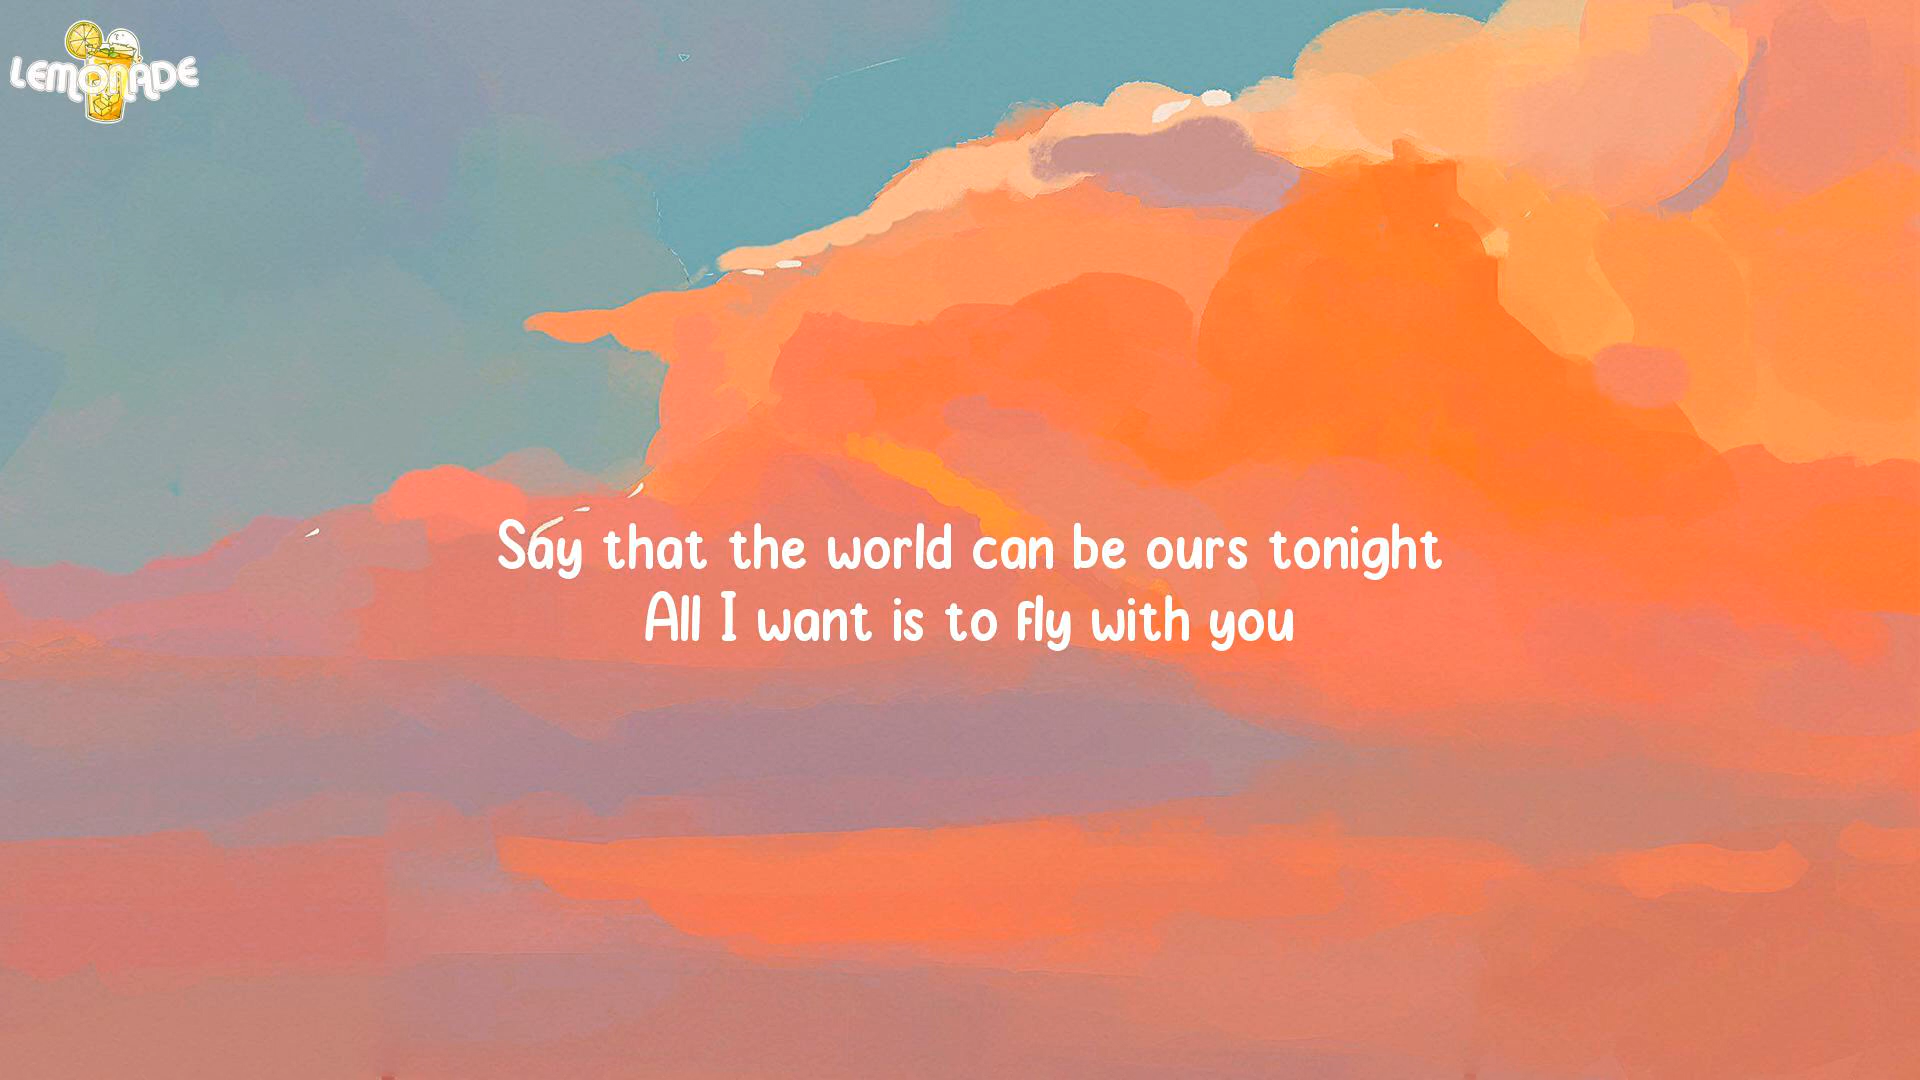 LEMONADE
Say that the world can be ours tonight
All I want is to fly with you